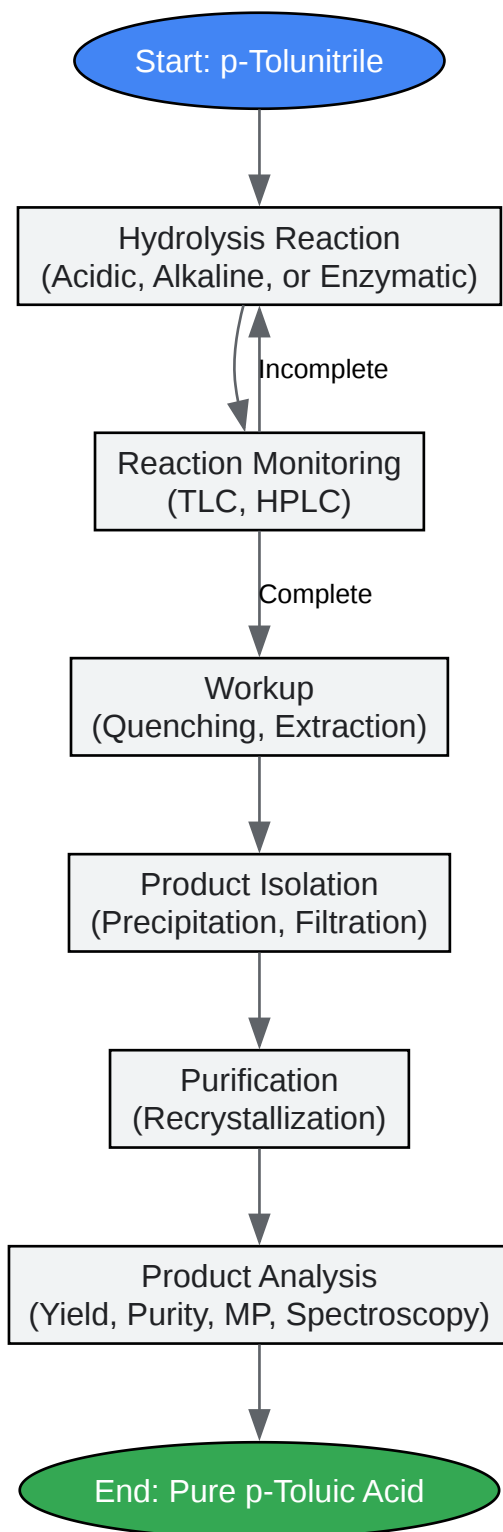 Start: p-Tolunitrile
Hydrolysis Reaction
(Acidic, Alkaline, or Enzymatic)
Incomplete
Reaction Monitoring
(TLC, HPLC)
Complete
Workup
(Quenching, Extraction)
Product Isolation
(Precipitation, Filtration)
Purification
(Recrystallization)
Product Analysis
(Yield, Purity, MP, Spectroscopy)
End: Pure p-Toluic Acid